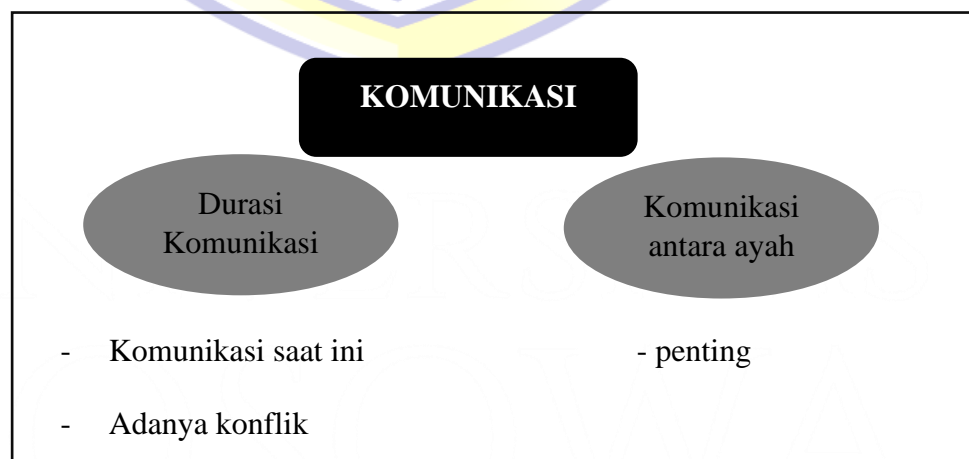 KOMUNIKASI
Durasi
Komunikasi
Komunikasi
antara ayah
- Komunikasi saat ini
- Adanya konflik
- penting